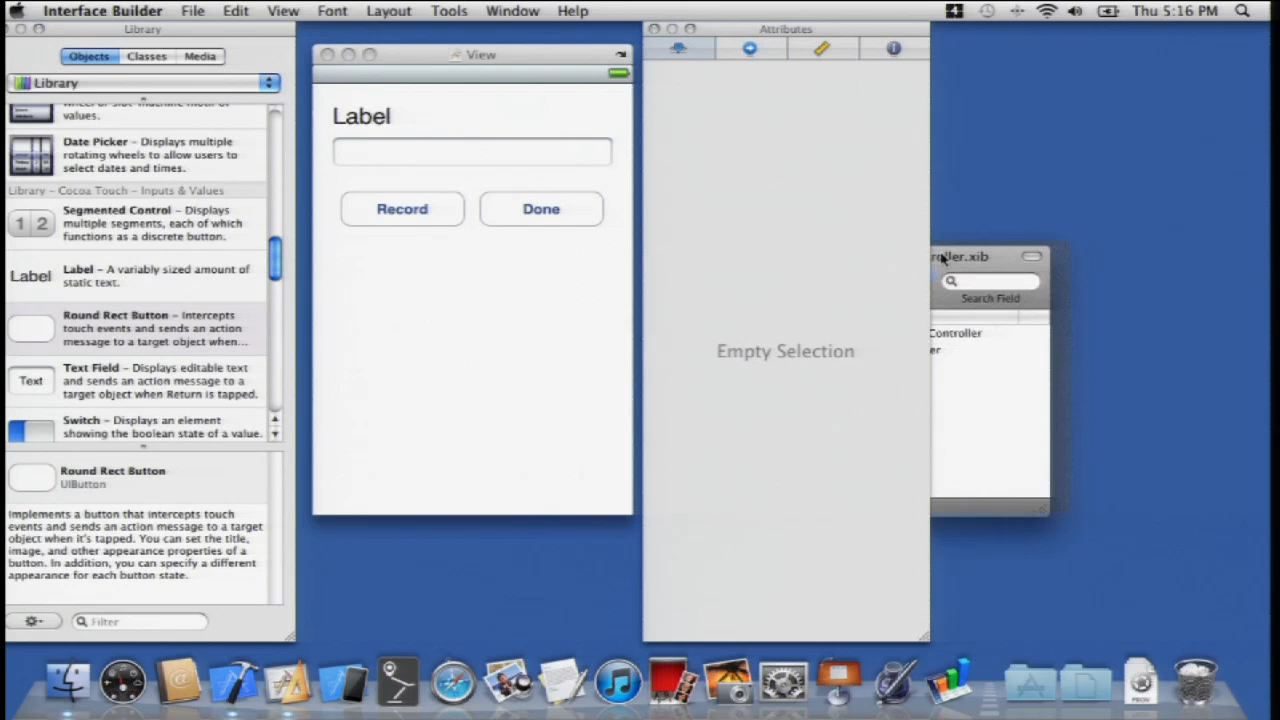 Interface Builder File Edit View Font Layout Tools Window Help
4 Thu 5:16 PM
Library
Objects Classes Media
Library
values.
Date Picker – Displays multiple
rotating wheels to allow users to
select dates and times.
Library – Cocoa Touch – Inputs & Values
1 2
Segmented Control – Displays
multiple segments, each of which
functions as a discrete button.
Label
Label – A variably sized amount of
static text.
Round Rect Button – Intercepts
touch events and sends an action
message to a target object when...
Text
Text Field – Displays editable text
and sends an action message to a
target object when Return is tapped.
Switch – Displays an element
showing the boolean state of a value.
Round Rect Button
UIButton
Implements a button that intercepts touch
events and sends an action message to a target
object when it's tapped. You can set the title,
image, and other appearance properties of a
button. In addition, you can specify a different
appearance for each button state.
Filter
View
Label
Record Done
Attributes
Empty Selection
roller.xib
Search Field
Controller
er